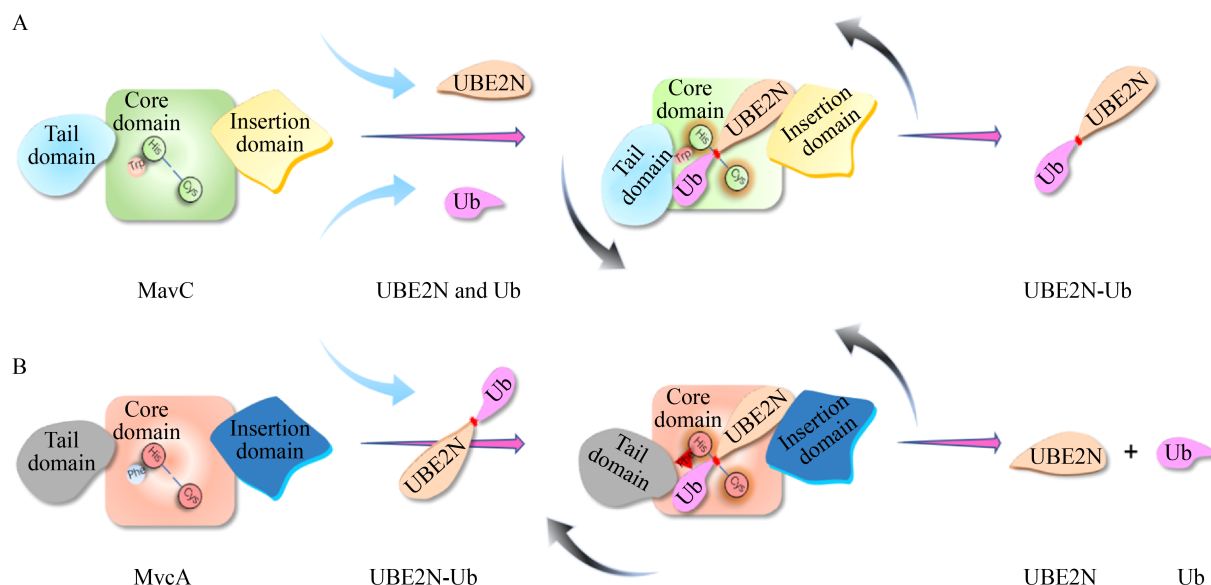 A
Tail
domain
Core
domain
His
Trp
Cys
Insertion
domain
UBE2N
Ub
Tail
domain
Core
domain
His
Trp
Cys
Ub
UBE2N
Insertion
domain
UBE2N
Ub
MavC
UBE2N and Ub
UBE2N-Ub
B
Tail
domain
Core
domain
His
Phe
Cys
Insertion
domain
Ub
UBE2N
Tail
domain
Core
domain
His
Cys
Ub
UBE2N
Insertion
domain
UBE2N
+
Ub
MvcA
UBE2N-Ub
UBE2N
Ub